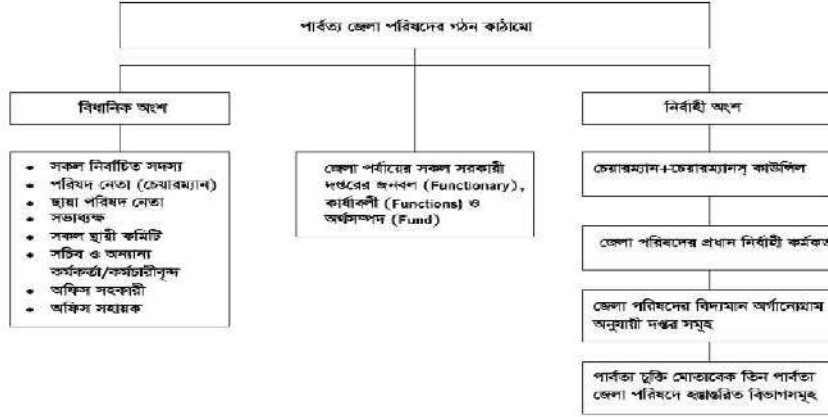 পার্বত্য জেলা পরিষদের গঠন কাঠামো
বিধানিক অংশ
• সকল নির্বাচিত সদস্য
• পরিষদ নেতা (চেয়ারম্যান)
• ছায়া পরিষদ নেতা
• সভাধ্যক্ষ
• সকল স্থায়ী কমিটি
• সচিব ও অন্যান্য
কর্মকর্তা/কর্মচারীবৃন্দ
• অফিস সহকারী
• অফিস সহায়ক
জেলা পর্যায়ের সকল সরকারী
দপ্তরের জনবল (Functionary),
কার্যাবলী (Functions) ও
অর্থসম্পদ (Fund)
নির্বাহী অংশ
চেয়ারম্যান+চেয়ারম্যানস্ কাউন্সিল
জেলা পরিষদের প্রধান নির্বাহী কর্মকর্ত
জেলা পরিষদের বিদ্যমান অর্গানোগ্রাম
অনুযায়ী দপ্তর সমূহ
পার্বত্য চুক্তি মোতাবেক তিন পার্বত্য
জেলা পরিষদে হস্তান্তরিত বিভাগসমূহ